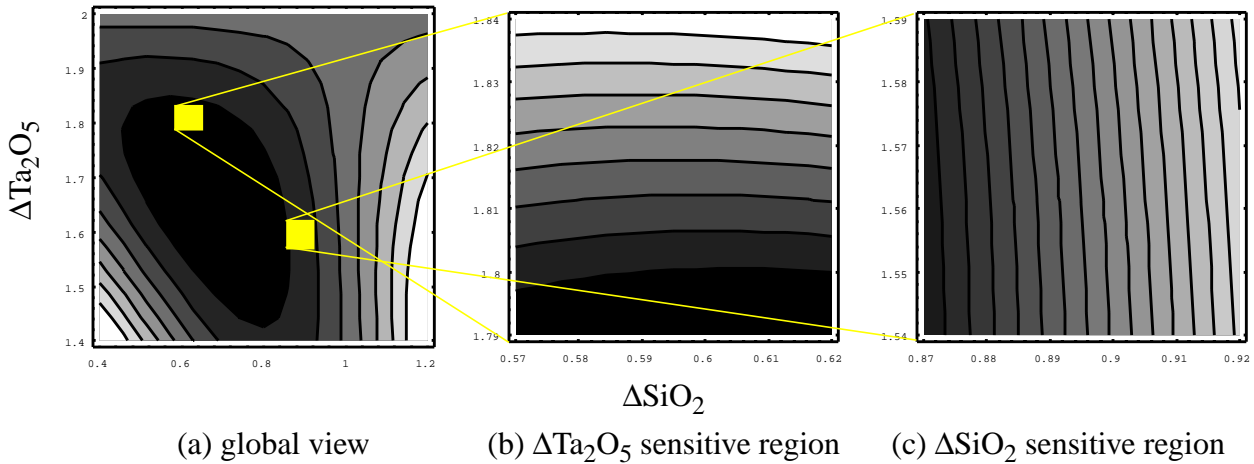 ΔTa2O5
2
1.9
1.8
1.7
1.6
1.5
1.4
0.4 0.6 0.8 1 1.2
1.84
1.83
1.82
1.81
1.8
1.79
0.57 0.58 0.59 0.6 0.61 0.62
1.59
1.58
1.57
1.56
1.55
1.54
0.87 0.88 0.89 0.9 0.91 0.92
ΔSiO2
(a) global view
(b) ΔTa2O5 sensitive region
(c) ΔSiO2 sensitive region